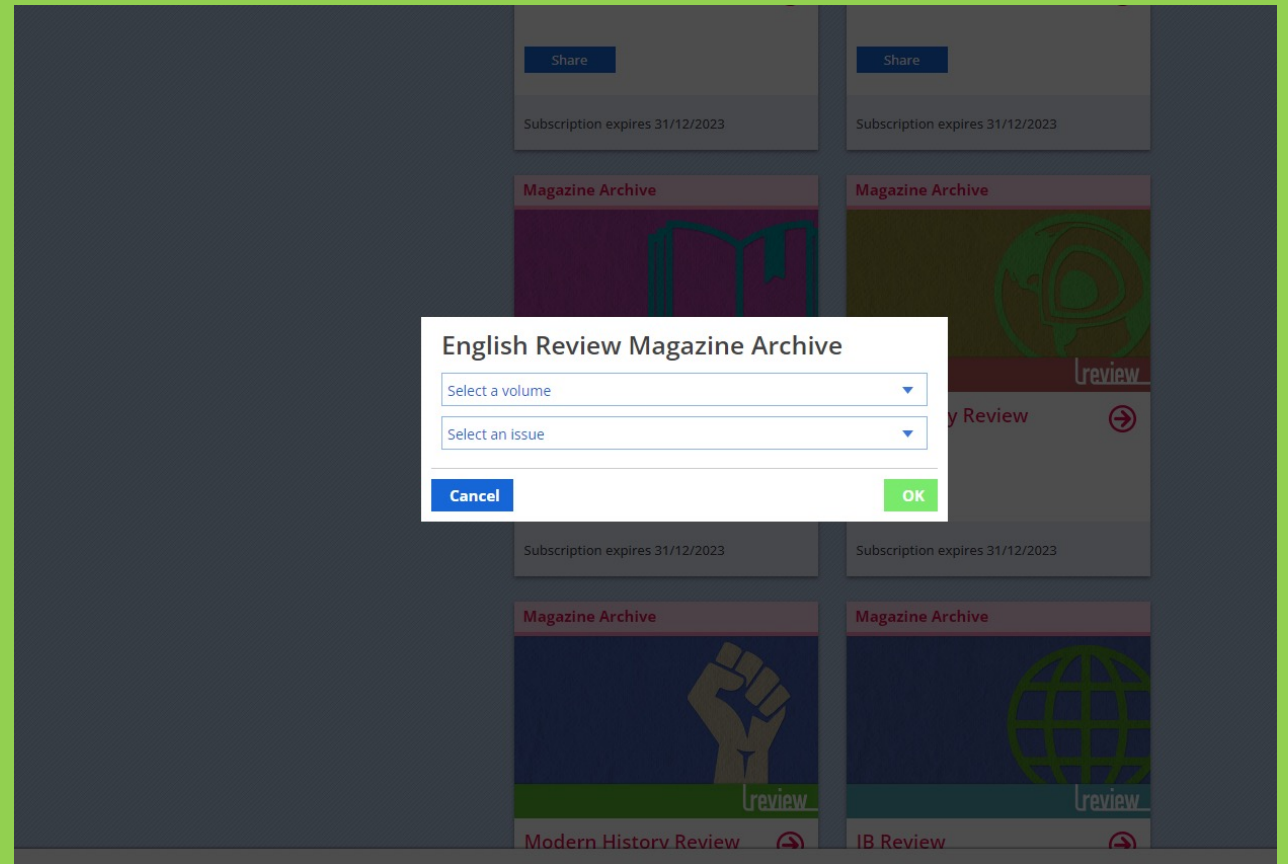 Share
Share
Subscription expires 31/12/2023
Subscription expires 31/12/2023
Magazine Archive
Magazine Archive
review
English Review Magazine Archive
Select a volume
Select an issue
Review
Cancel
OK
Subscription expires 31/12/2023
Subscription expires 31/12/2023
Magazine Archive
Magazine Archive
review
review
Modern History Review
IB Review